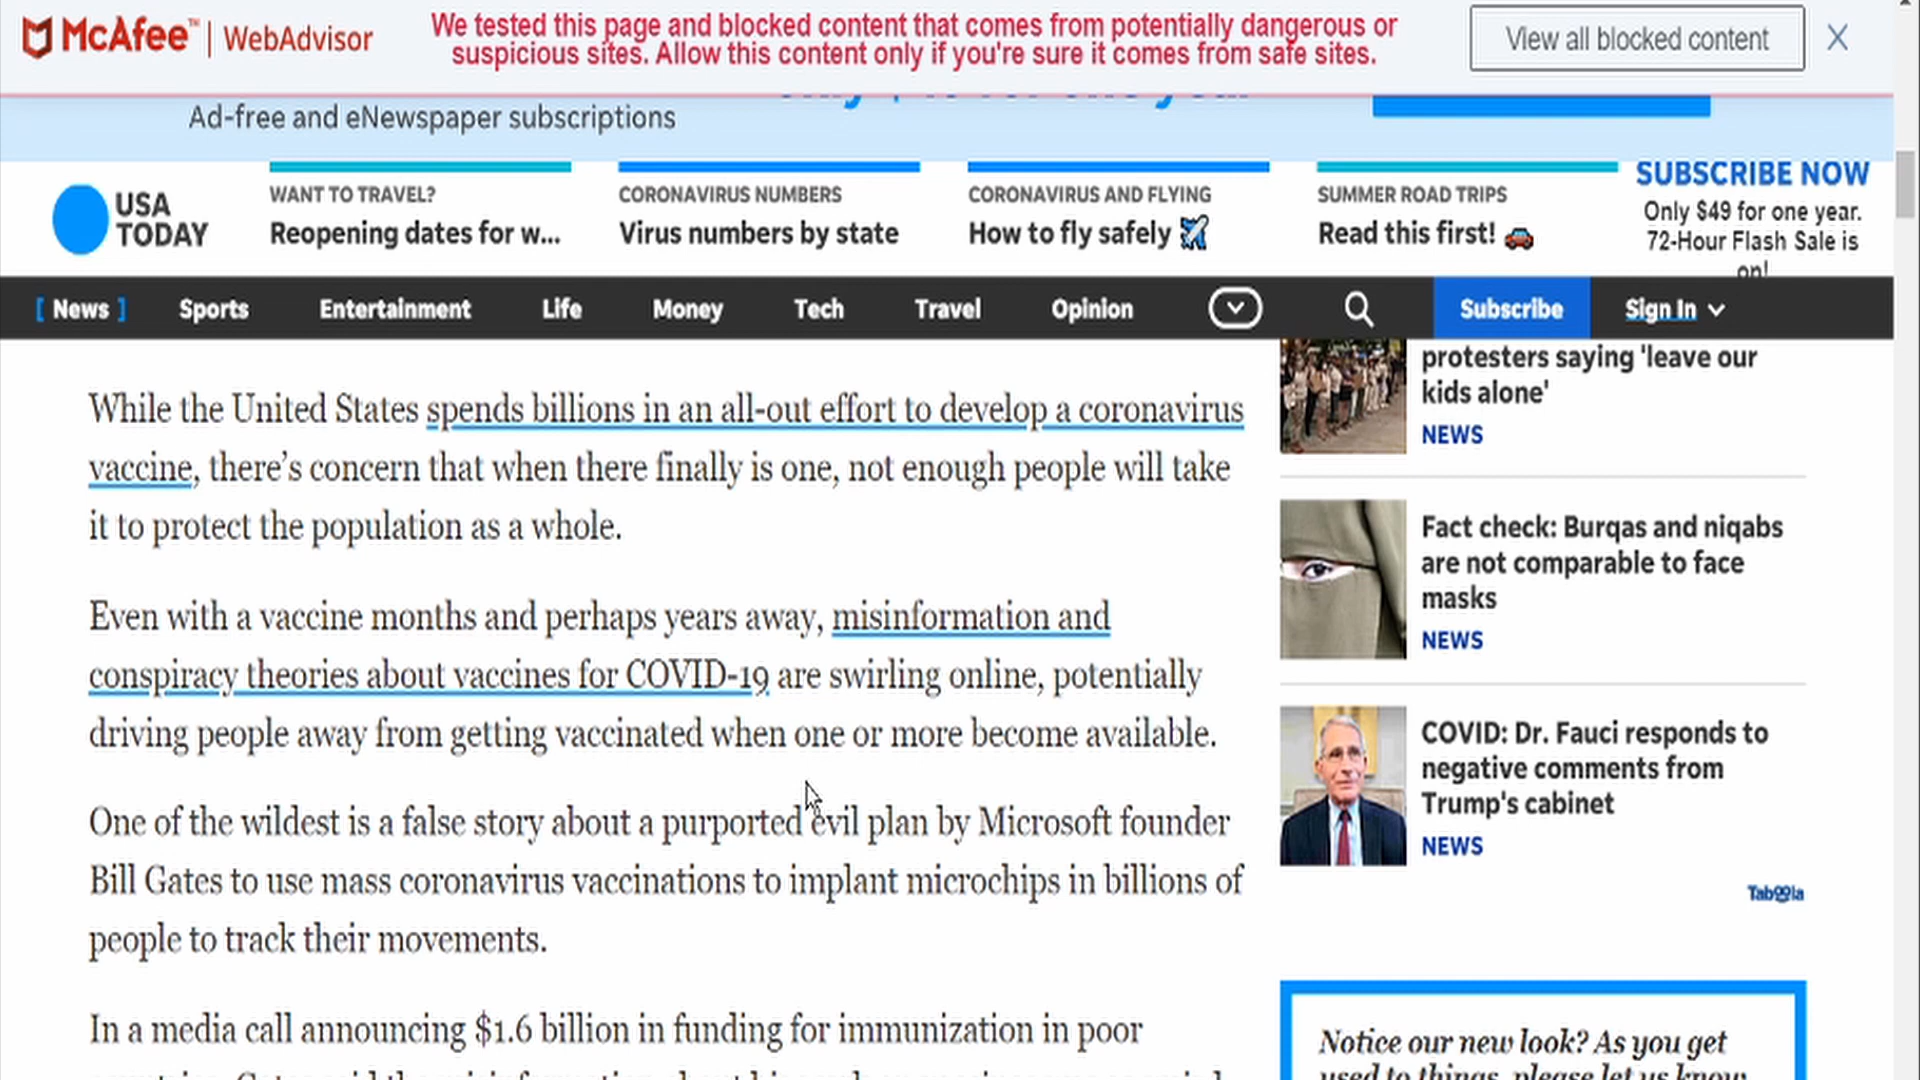 McAfee™ | WebAdvisor
We tested this page and blocked content that comes from potentially dangerous or
suspicious sites. Allow this content only if you're sure it comes from safe sites.
View all blocked content
Ad-free and eNewspaper subscriptions
USA
TODAY
WANT TO TRAVEL?
Reopening dates for w...
CORONAVIRUS NUMBERS
Virus numbers by state
CORONAVIRUS AND FLYING
How to fly safely
SUMMER ROAD TRIPS
Read this first!
SUBSCRIBE NOW
Only $49 for one year.
72-Hour Flash Sale is
on!
[ News ] Sports Entertainment Life Money Tech Travel Opinion Subscribe Sign In
While the United States spends billions in an all-out effort to develop a coronavirus
vaccine, there’s concern that when there finally is one, not enough people will take
it to protect the population as a whole.
Even with a vaccine months and perhaps years away, misinformation and
conspiracy theories about vaccines for COVID-19 are swirling online, potentially
driving people away from getting vaccinated when one or more become available.
One of the wildest is a false story about a purported evil plan by Microsoft founder
Bill Gates to use mass coronavirus vaccinations to implant microchips in billions of
people to track their movements.
In a media call announcing $1.6 billion in funding for immunization in poor
protesters saying 'leave our
kids alone'
NEWS
Fact check: Burqas and niqabs
are not comparable to face
masks
NEWS
COVID: Dr. Fauci responds to
negative comments from
Trump's cabinet
NEWS
Taboola
Notice our new look? As you get
used to things, please let us know